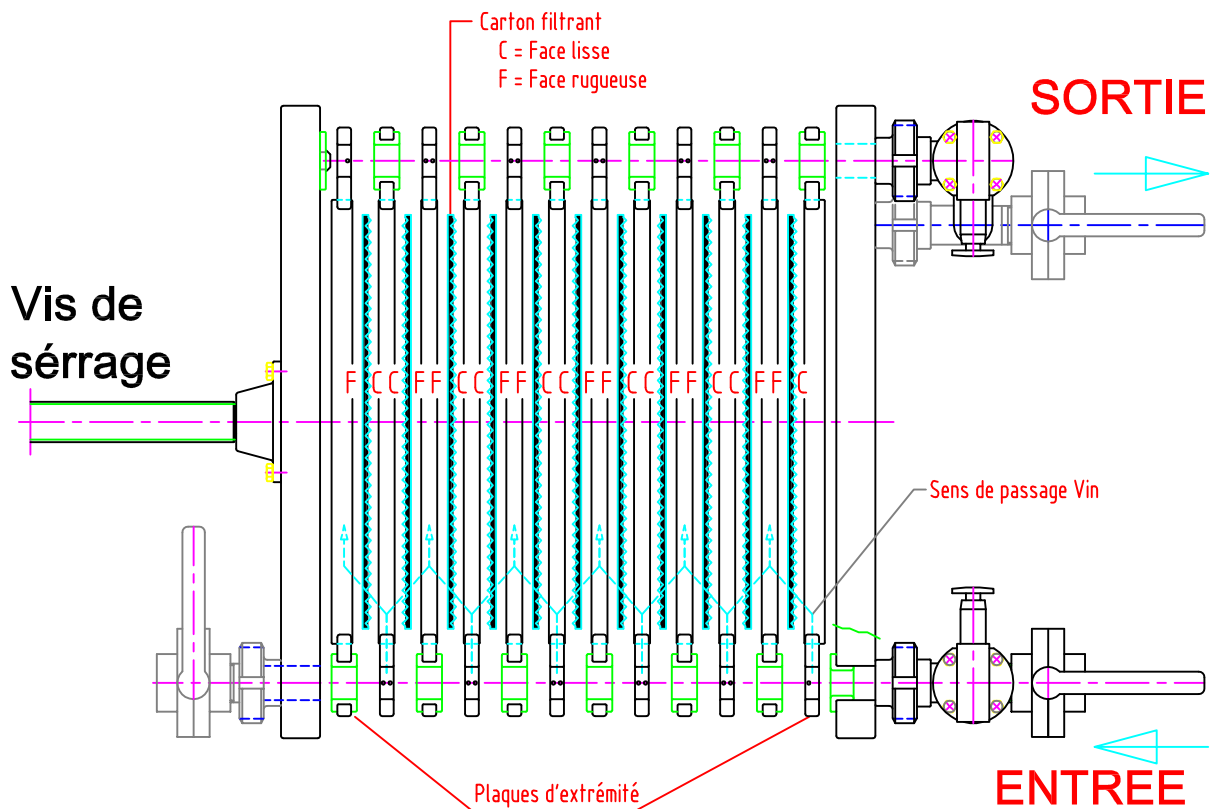 Carton filtrant
C = Face lisse
F = Face rugueuse
SORTIE
Vis de
sérrage
F C C F F C C F F C C F F C C F F C C F F C
Sens de passage Vin
Plaques d'extrémité
ENTREE